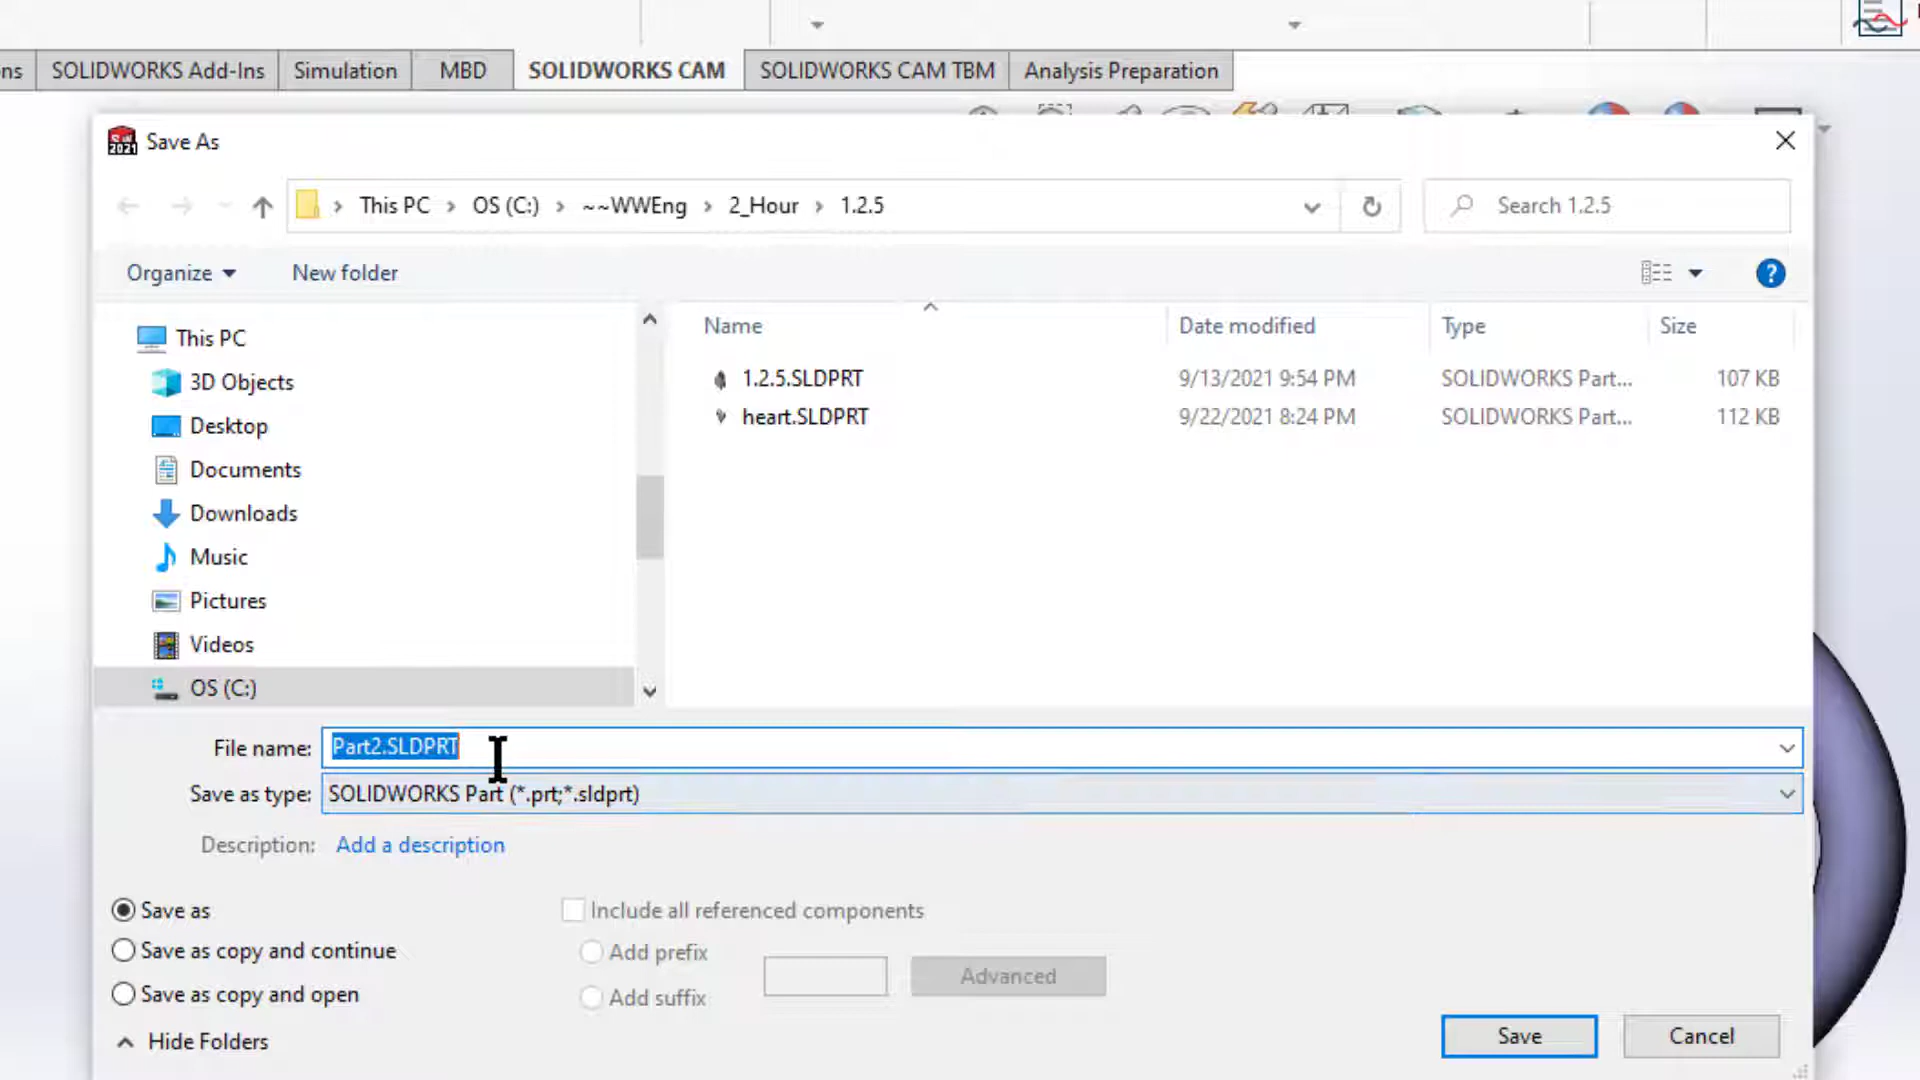 ns SOLIDWORKS Add-Ins Simulation MBD SOLIDWORKS CAM SOLIDWORKS CAM TBM Analysis Preparation
SW 2021 Save As
This PC OS (C:) ~~WWEng 2_Hour 1.2.5 Search 1.2.5
Organize New folder ?
Name Date modified Type Size
This PC
3D Objects
Desktop
Documents
Downloads
Music
Pictures
Videos
OS (C:)
1.2.5.SLDPRT 9/13/2021 9:54 PM SOLIDWORKS Part... 107 KB
heart.SLDPRT 9/22/2021 8:24 PM SOLIDWORKS Part... 112 KB
File name: Part2.SLDPRT
Save as type: SOLIDWORKS Part (*.prt;*.sldprt)
Description: Add a description
Save as
Save as copy and continue
Save as copy and open
Include all referenced components
Add prefix
Add suffix
Advanced
Hide Folders
Save Cancel